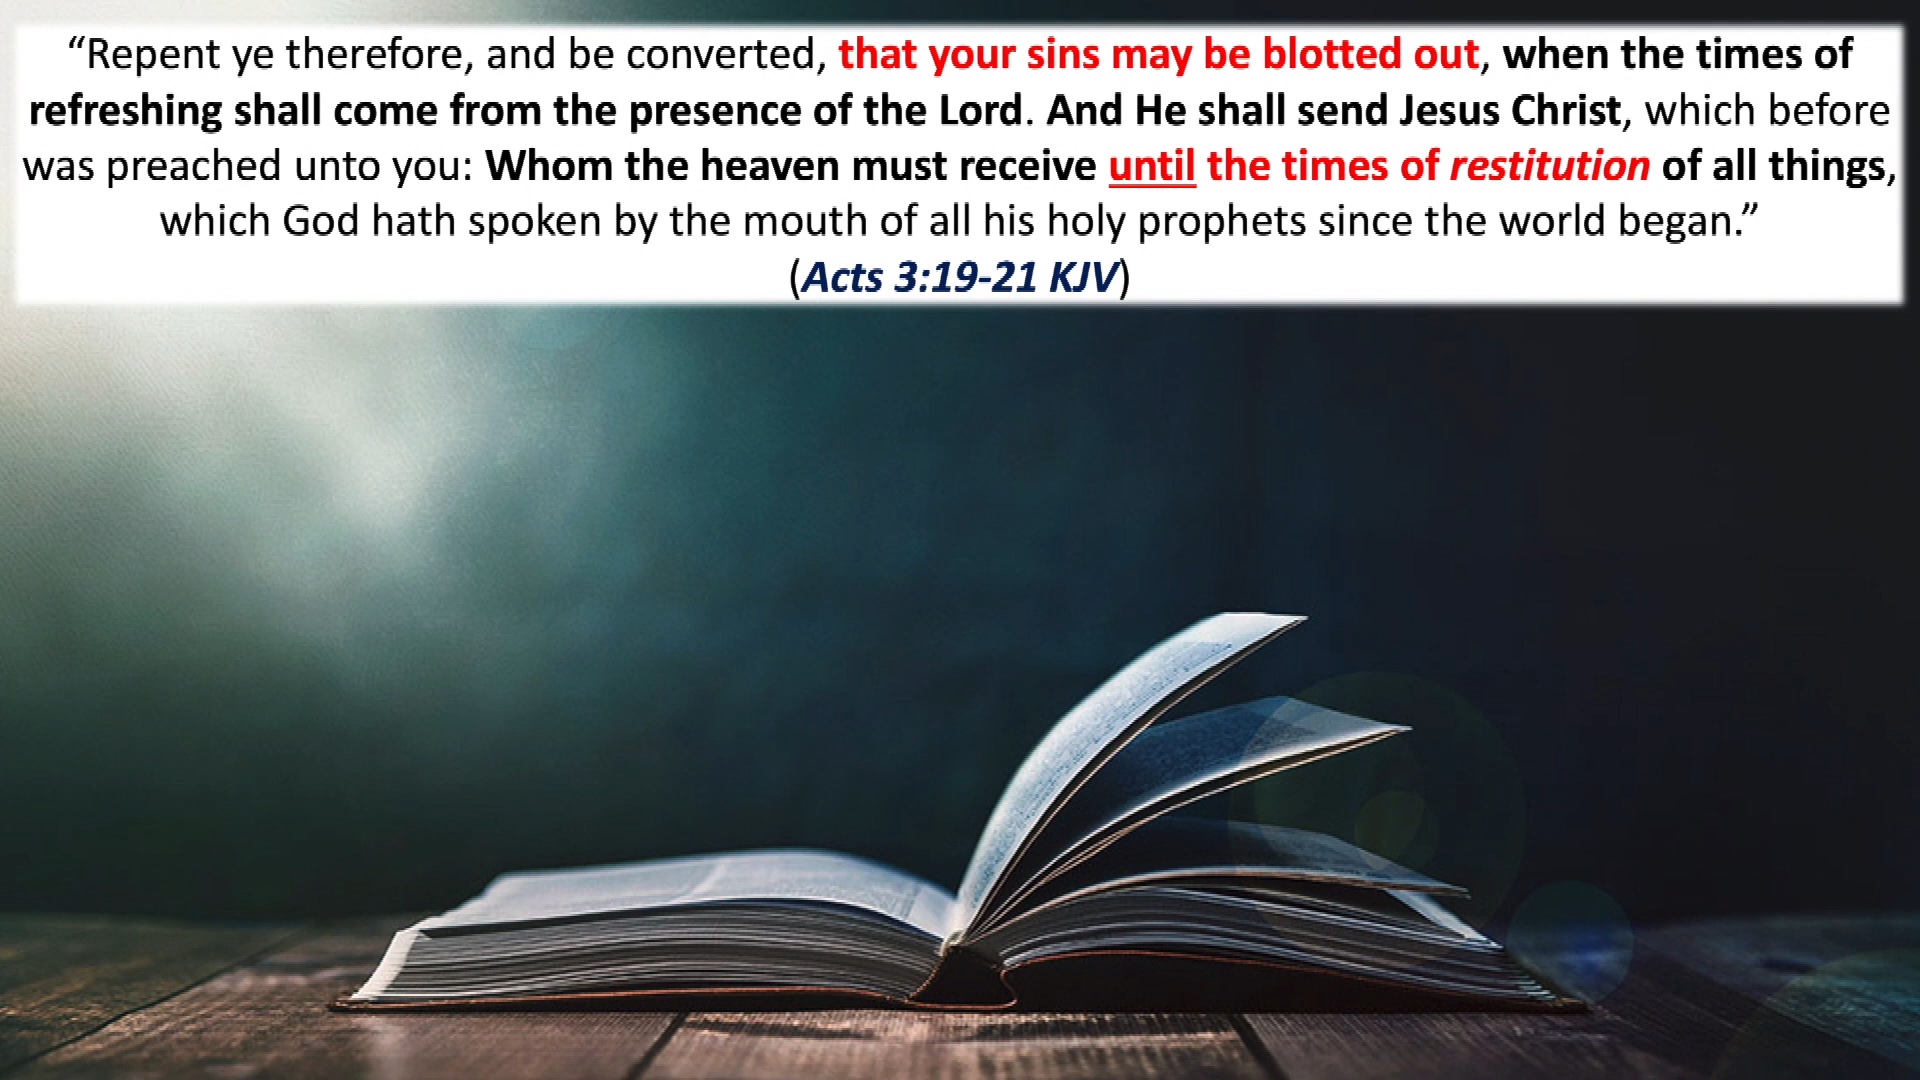 “Repent ye therefore, and be converted, that your sins may be blotted out, when the times of
refreshing shall come from the presence of the Lord. And He shall send Jesus Christ, which before
was preached unto you: Whom the heaven must receive until the times of restitution of all things,
which God hath spoken by the mouth of all his holy prophets since the world began.”
(Acts 3:19-21 KJV)